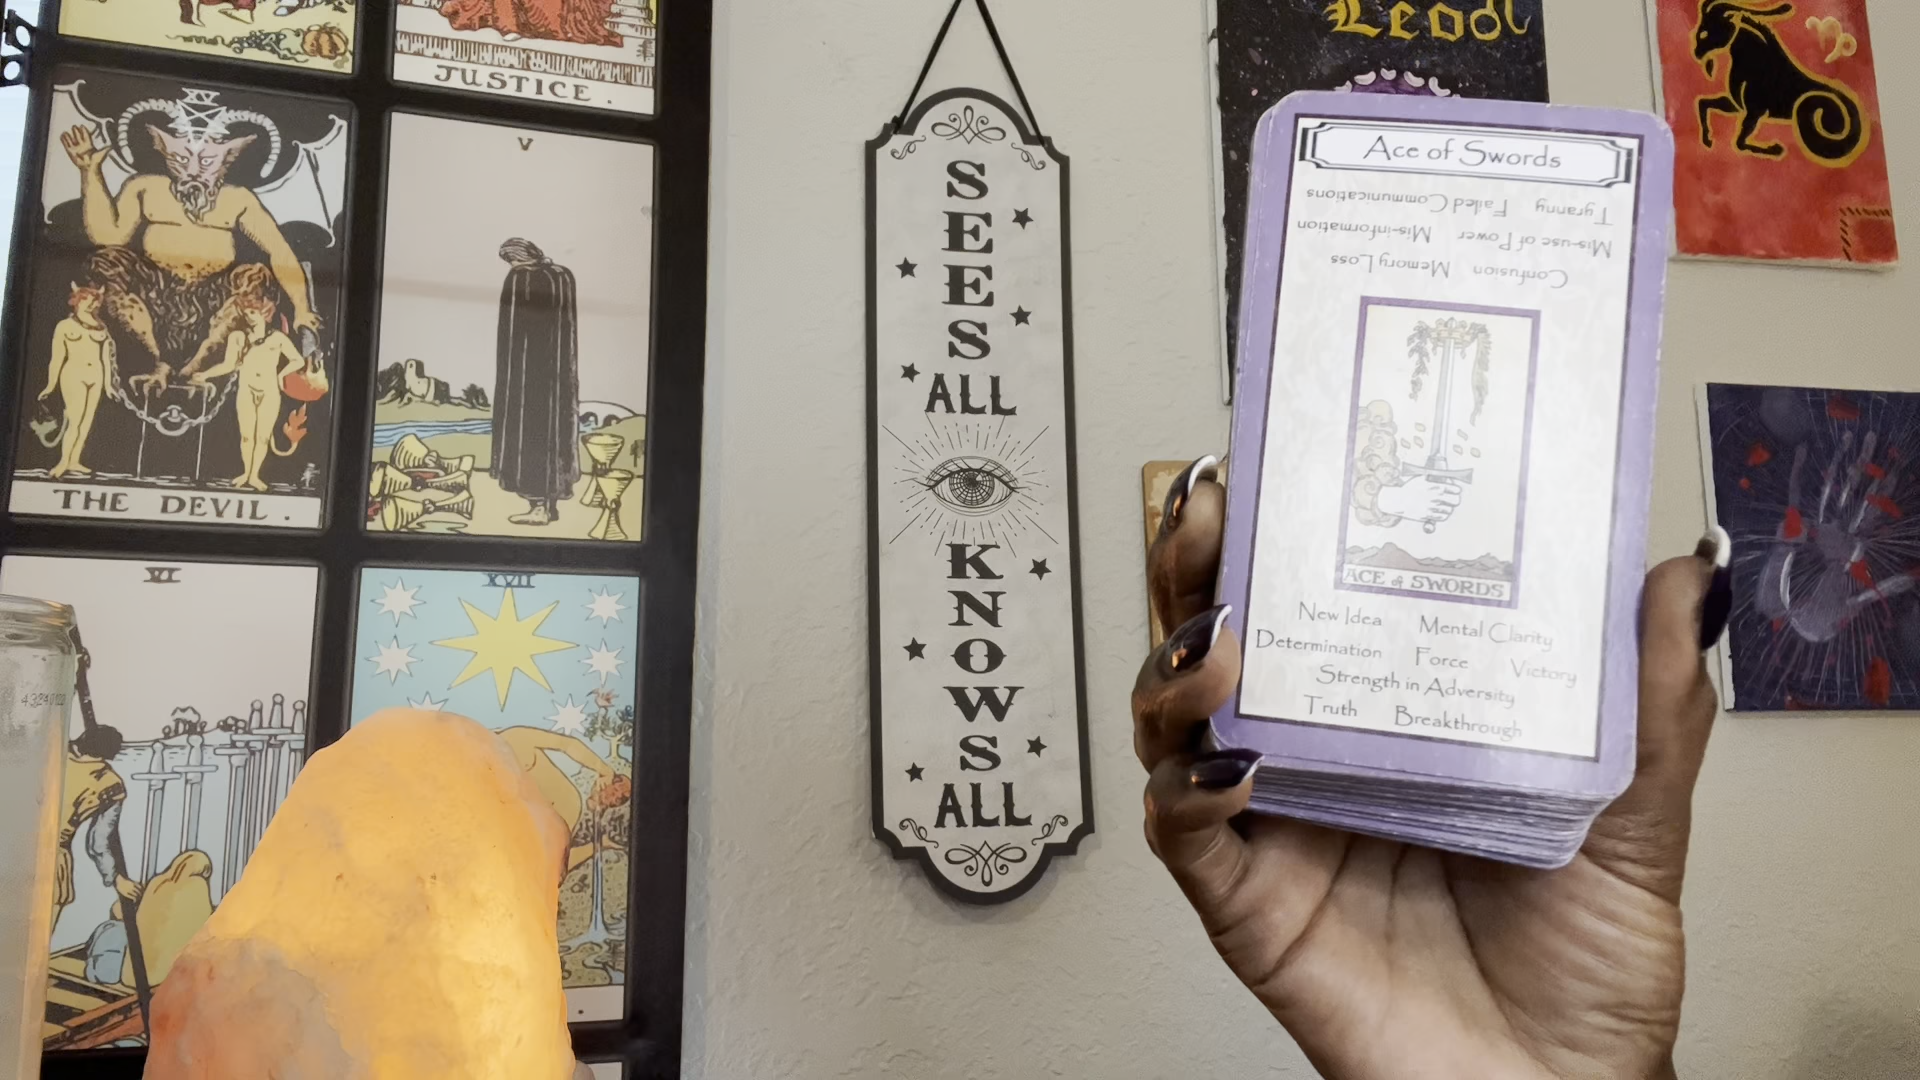 JUSTICE.
XV
THE DEVIL.
V
VI
XVII
SEES
ALL
KNOWS
ALL
Ace of Swords
Tyranny Failed Communications
Mis-use of Power Mis-information
Confusion Memory Loss
ACE of SWORDS
New Idea Mental Clarity
Determination Force Victory
Strength in Adversity
Truth Breakthrough